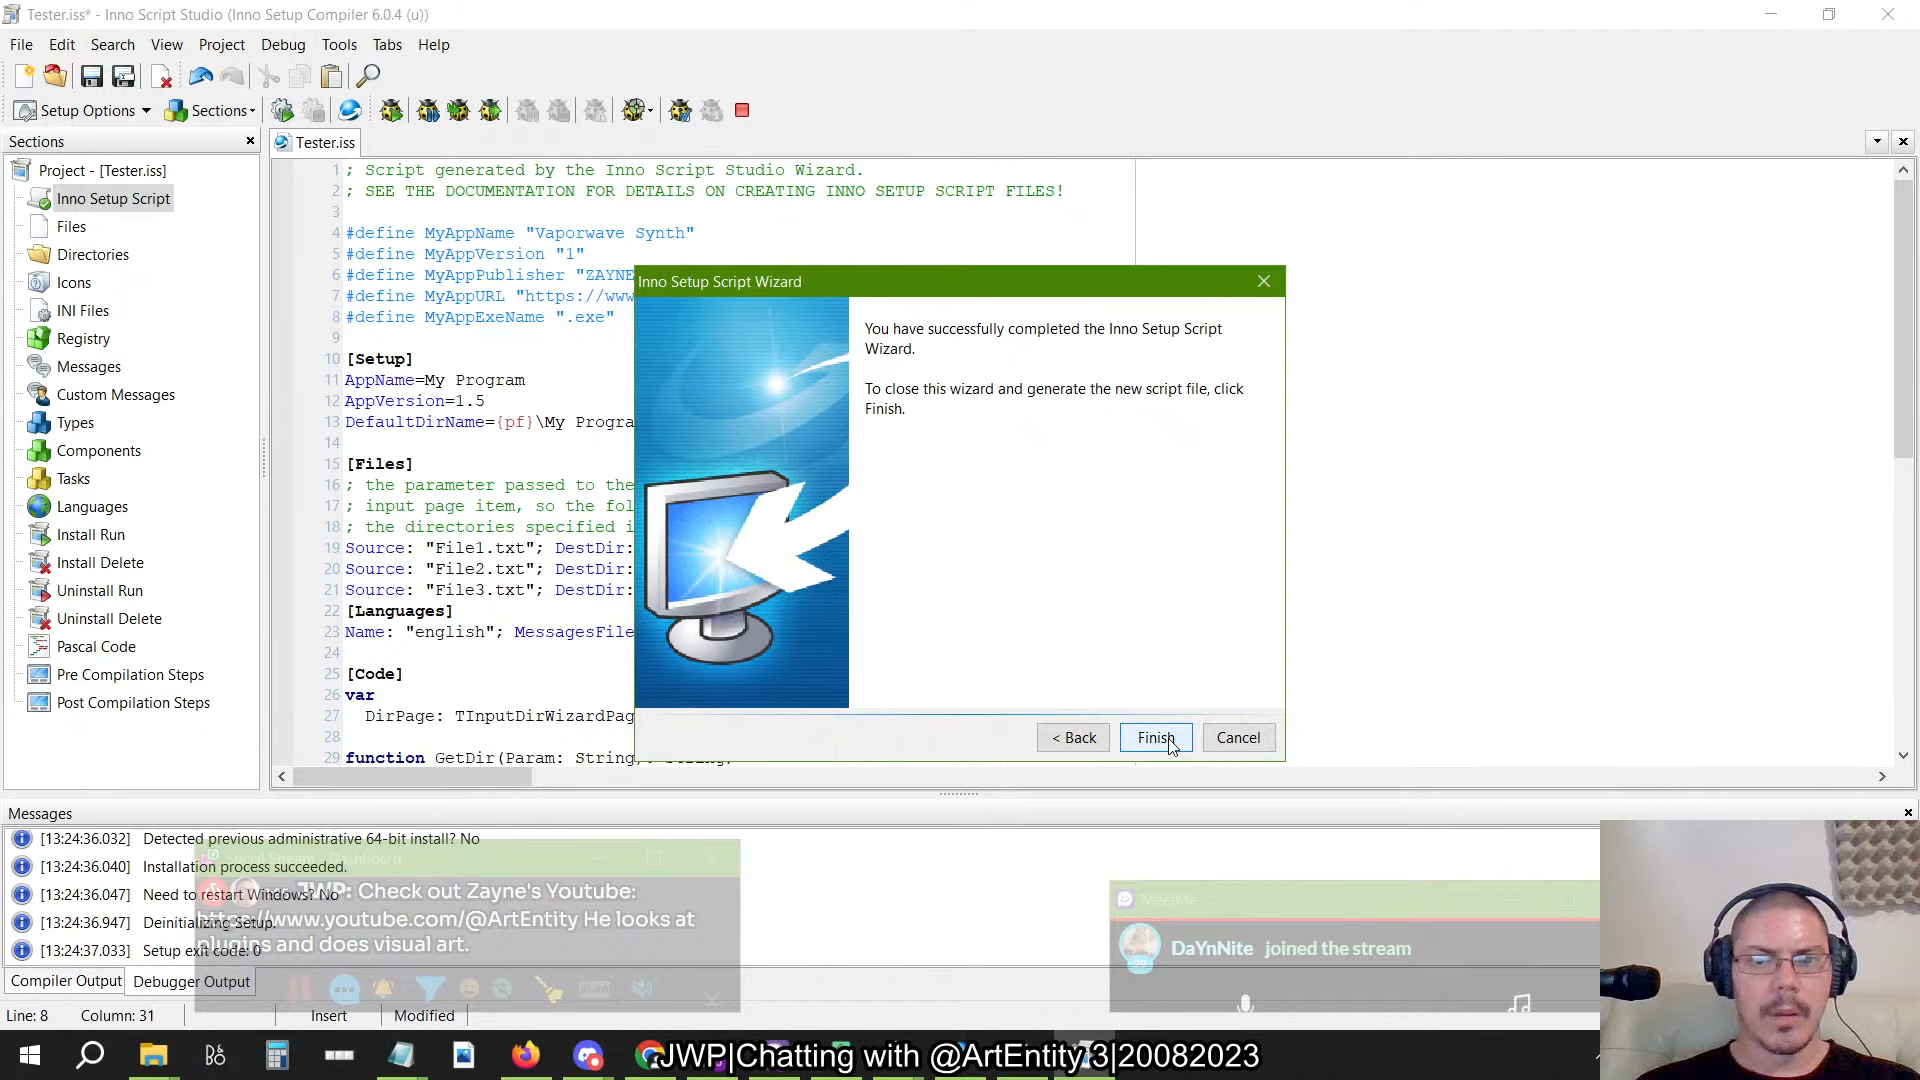 Tester.iss* - Inno Script Studio (Inno Setup Compiler 6.0.4 (u))
File Edit Search View Project Debug Tools Tabs Help
Setup Options Sections
Sections
Tester.iss
Project - [Tester.iss]
Inno Setup Script
Files
Directories
Icons
INI Files
Registry
Messages
Custom Messages
Types
Components
Tasks
Languages
Install Run
Install Delete
Uninstall Run
Uninstall Delete
Pascal Code
Pre Compilation Steps
Post Compilation Steps
1 ; Script generated by the Inno Script Studio Wizard.
2 ; SEE THE DOCUMENTATION FOR DETAILS ON CREATING INNO SETUP SCRIPT FILES!
3
4 #define MyAppName "Vaporwave Synth"
5 #define MyAppVersion "1"
6 #define MyAppPublisher "ZAYNE
7 #define MyAppURL "https://www
8 #define MyAppExeName ".exe"
9
10 [Setup]
11 AppName=My Program
12 AppVersion=1.5
13 DefaultDirName={pf}\My Progra
14
15 [Files]
16 ; the parameter passed to the
17 ; input page item, so the fol
18 ; the directories specified i
19 Source: "File1.txt"; DestDir:
20 Source: "File2.txt"; DestDir:
21 Source: "File3.txt"; DestDir:
22 [Languages]
23 Name: "english"; MessagesFile
24
25 [Code]
26 var
27 DirPage: TInputDirWizardPag
28
29 function GetDir(Param: String
Inno Setup Script Wizard
You have successfully completed the Inno Setup Script
Wizard.
To close this wizard and generate the new script file, click
Finish.
< Back Finish Cancel
Messages
[13:24:36.032] Detected previous administrative 64-bit install? No
[13:24:36.040] Installation process succeeded.
[13:24:36.047] Need to restart Windows? No
[13:24:36.947] Deinitializing Setup.
[13:24:37.033] Setup exit code: 0
JWP: Check out Zayne's Youtube:
https://www.youtube.com/@ArtEntity He looks at
plugins and does visual art.
MeetMe
29
DaYnNite joined the stream
Compiler Output Debugger Output
Line: 8 Column: 31 Insert Modified
JWP|Chatting with @ArtEntity 3|20082023